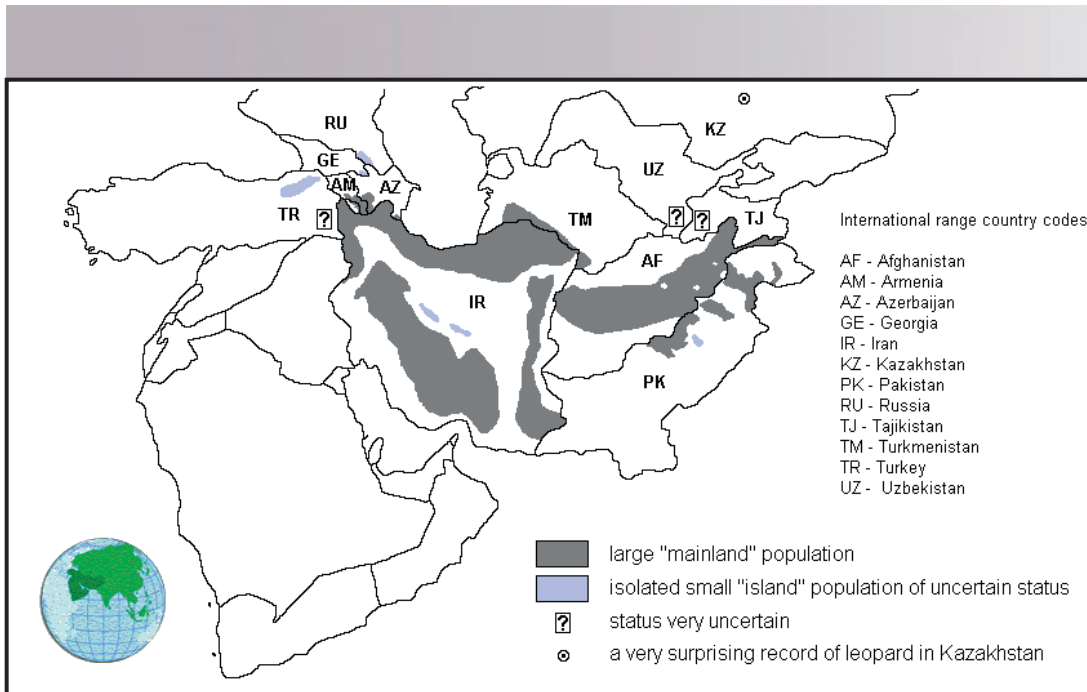 RU
KZ
GE
UZ
AM
AZ
TR
?
TM
?
?
TJ
AF
IR
PK
International range country codes
AF - Afghanistan
AM - Armenia
AZ - Azerbaijan
GE - Georgia
IR - Iran
KZ - Kazakhstan
PK - Pakistan
RU - Russia
TJ - Tajikistan
TM - Turkmenistan
TR - Turkey
UZ - Uzbekistan
large "mainland" population
isolated small "island" population of uncertain status
? status very uncertain
a very surprising record of leopard in Kazakhstan